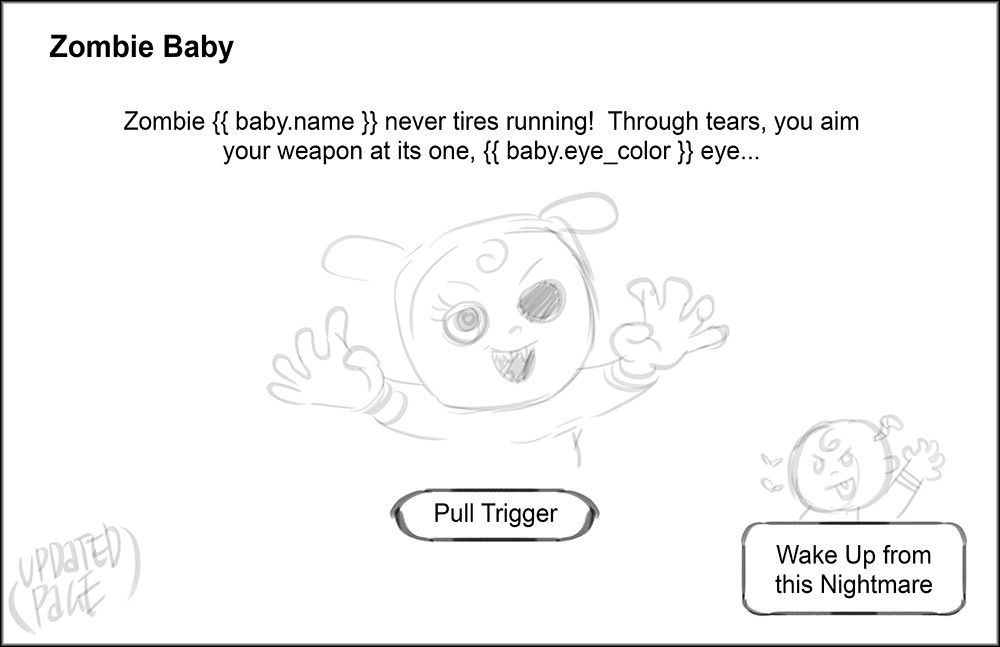 Zombie Baby
Zombie {{ baby.name }} never tires running!  Through tears, you aim
your weapon at its one, {{ baby.eye_color }} eye...
Pull Trigger
Wake Up from
this Nightmare
(UPDATED
PAGE)